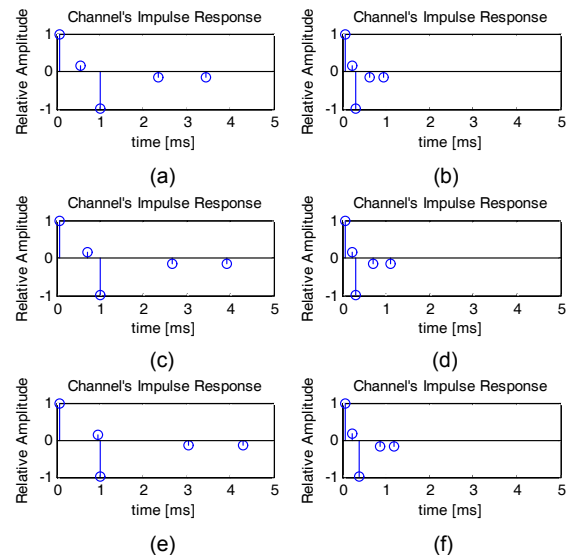 Channel's Impulse Response
Relative Amplitude
1
0
-1
0 1 2 3 4 5
time [ms]
(a)
Channel's Impulse Response
Relative Amplitude
1
0
-1
0 1 2 3 4 5
time [ms]
(b)
Channel's Impulse Response
Relative Amplitude
1
0
-1
0 1 2 3 4 5
time [ms]
(c)
Channel's Impulse Response
Relative Amplitude
1
0
-1
0 1 2 3 4 5
time [ms]
(d)
Channel's Impulse Response
Relative Amplitude
1
0
-1
0 1 2 3 4 5
time [ms]
(e)
Channel's Impulse Response
Relative Amplitude
1
0
-1
0 1 2 3 4 5
time [ms]
(f)